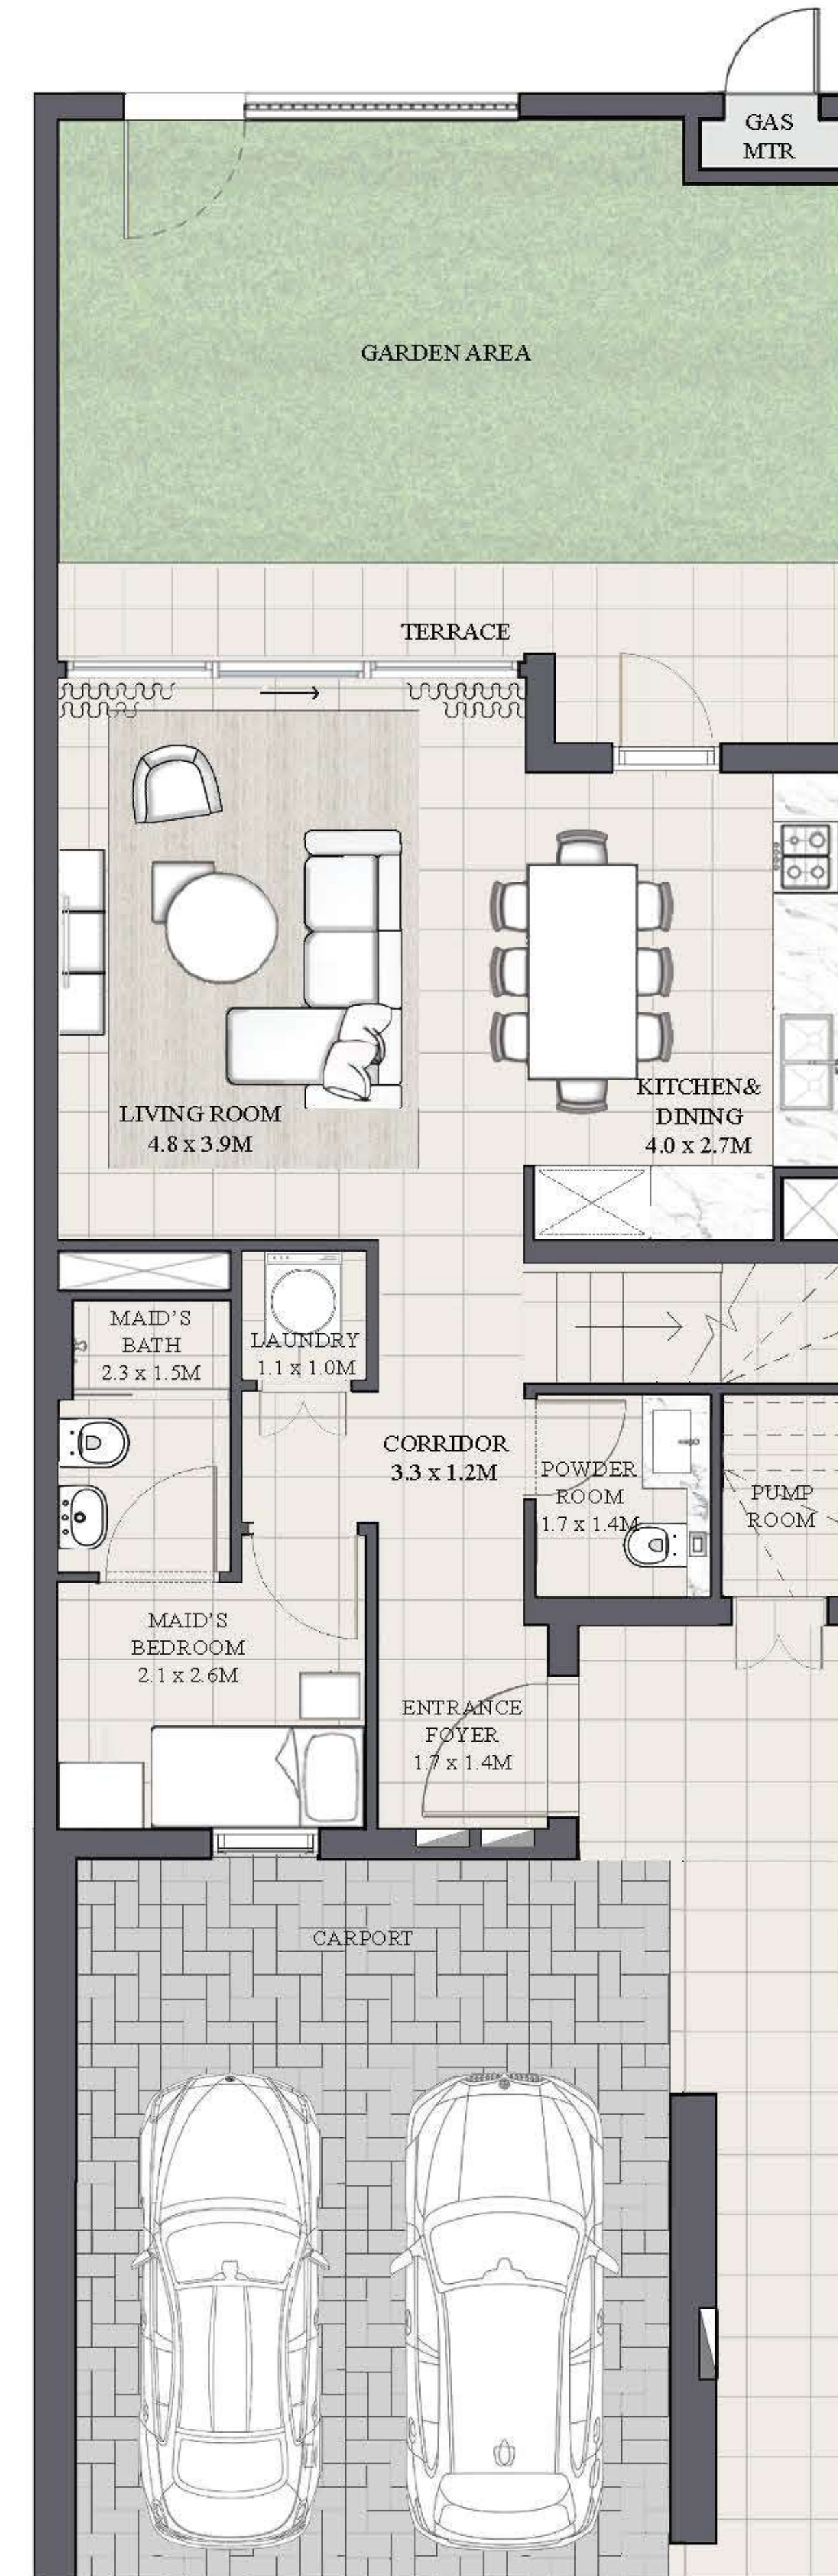 GAS
MTR
GARDEN AREA
TERRACE
LIVING ROOM
4.8 x 3.9M
KITCHEN&
DINING
4.0 x 2.7M
MAID'S
BATH
2.3 x 1.5M
LAUNDRY
1.1 x 1.0M
CORRIDOR
3.3 x 1.2M
POWDER
ROOM
1.7 x 1.4M
PUMP
ROOM
MAID'S
BEDROOM
2.1 x 2.6M
ENTRANCE
FOYER
1.7 x 1.4M
CARPORT